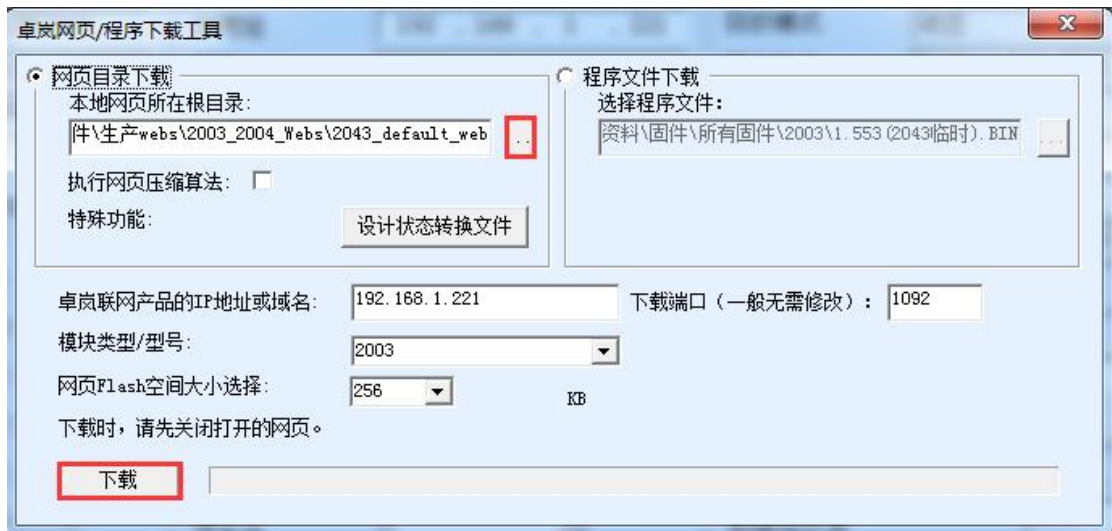 卓岚网页/程序下载工具
网页目录下载
本地网页所在根目录:
件\生产webs\2003_2004_Webs\2043_default_web
..
执行网页压缩算法:
特殊功能:
设计状态转换文件
程序文件下载
选择程序文件:
资料\固件\所有固件\2003\1.553(2043临时).BIN
...
卓岚联网产品的IP地址或域名:
192.168.1.221
下载端口（一般无需修改）:
1092
模块类型/型号:
2003
网页Flash空间大小选择:
256
KB
下载时，请先关闭打开的网页。
下载